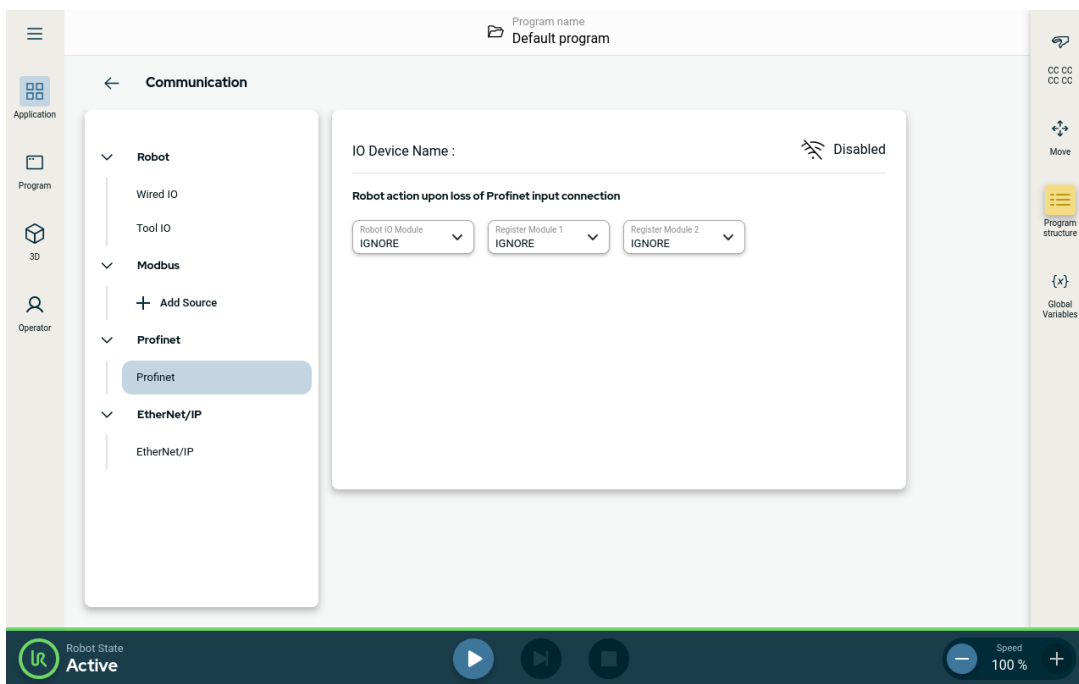 Program name
Default program
Application
Program
3D
Operator
Communication
Robot
Wired IO
Tool IO
Modbus
Add Source
Profinet
Profinet
EtherNet/IP
EtherNet/IP
IO Device Name :
Disabled
Robot action upon loss of Profinet input connection
Robot IO Module
IGNORE
Register Module 1
IGNORE
Register Module 2
IGNORE
CC CC
CC CC
Move
Program
structure
{x}
Global
Variables
UR
Robot State
Active
Speed
100 %